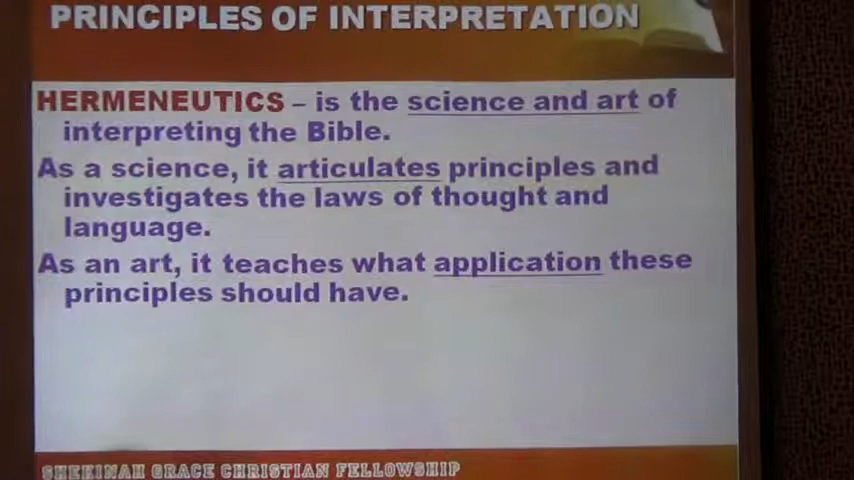 PRINCIPLES OF INTERPRETATION
HERMENEUTICS – is the science and art of
interpreting the Bible.
As a science, it articulates principles and
investigates the laws of thought and
language.
As an art, it teaches what application these
principles should have.
SHEKINAH GRACE CHRISTIAN FELLOWSHIP